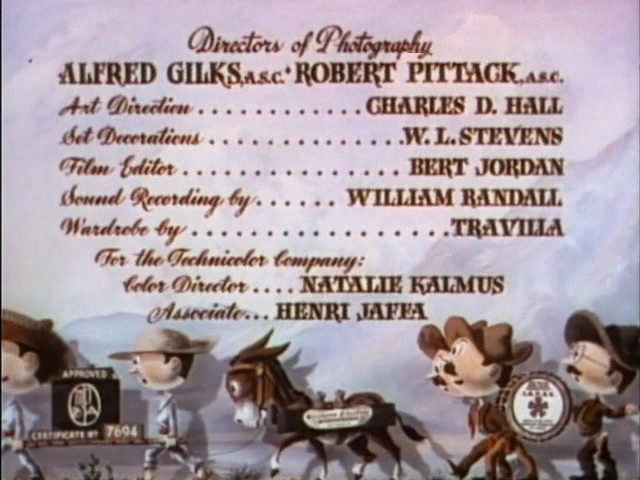 Directors of Photography
ALFRED GILKS, A.S.C. • ROBERT PITTACK, A.S.C.
Art Direction . . . . . . . . . . . . CHARLES D. HALL
Set Decorations . . . . . . . . . . . . . . W. L. STEVENS
Film Editor . . . . . . . . . . . . . . . . BERT JORDAN
Sound Recording by . . . . . . WILLIAM RANDALL
Wardrobe by . . . . . . . . . . . . . . . . . TRAVILLA
For the Technicolor Company:
Color Director . . . . NATALIE KALMUS
Associate . . . HENRI JAFFA
APPROVED
CERTIFICATE Nº 7694
Western Electric
I.A.T.S.E.